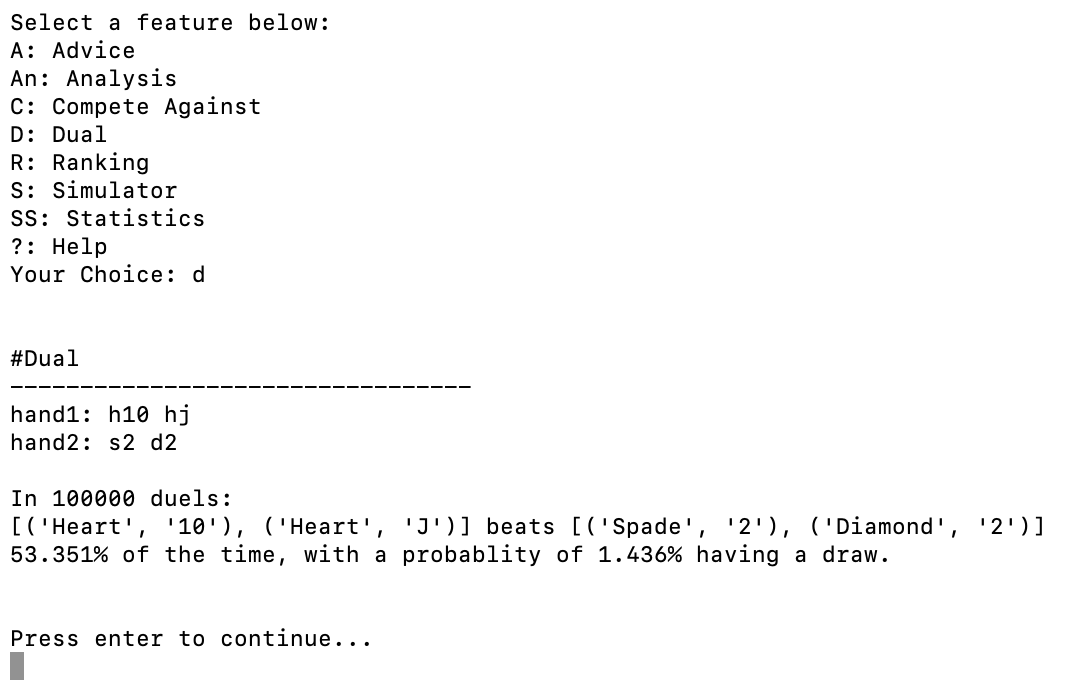 Select a feature below:
A: Advice
An: Analysis
C: Compete Against
D: Dual
R: Ranking
S: Simulator
SS: Statistics
?: Help
Your Choice: d
#Dual
---------------------------------
hand1: h10 hj
hand2: s2 d2
In 100000 duels:
[('Heart', '10'), ('Heart', 'J')] beats [('Spade', '2'), ('Diamond', '2')]
53.351% of the time, with a probablity of 1.436% having a draw.
Press enter to continue...